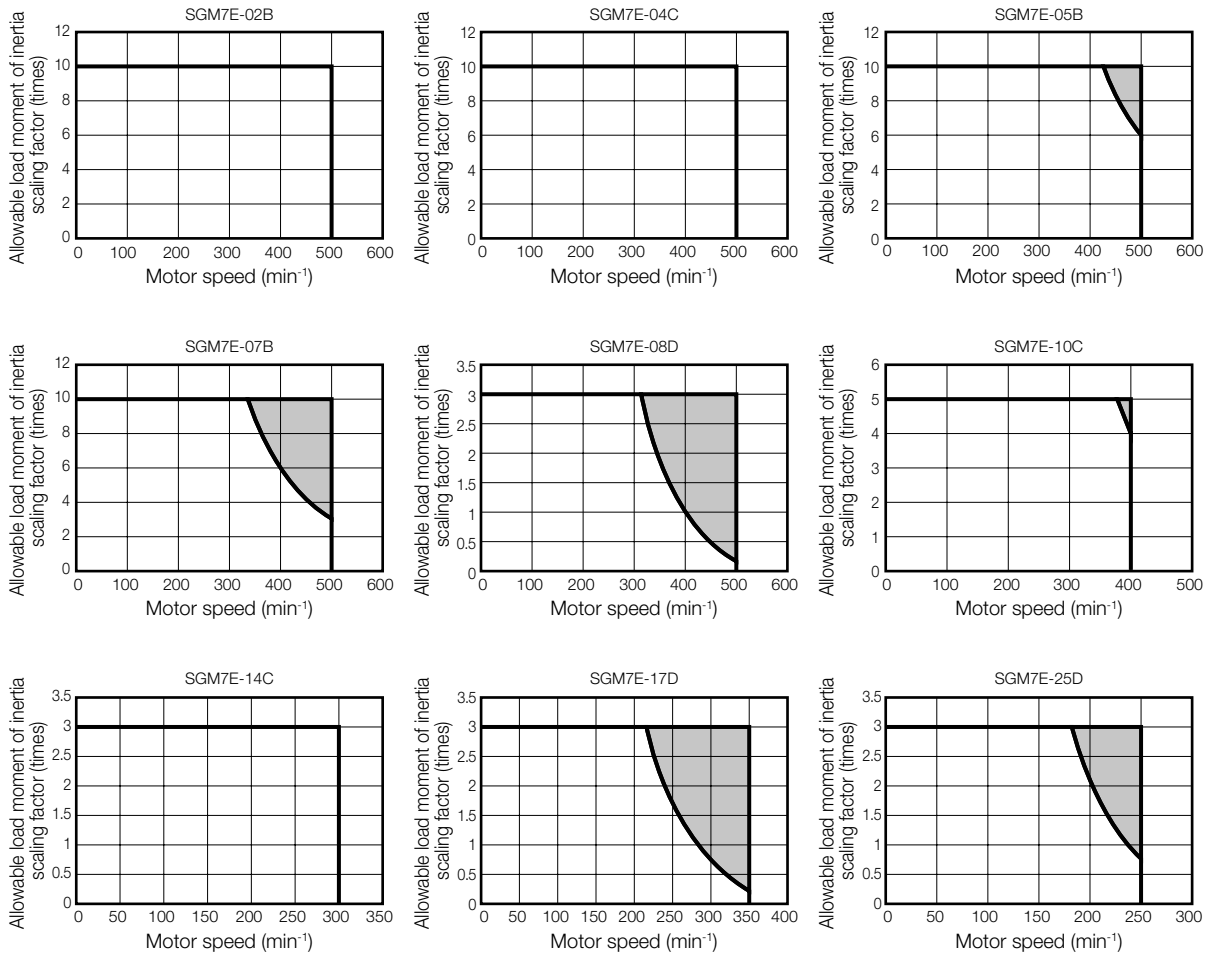 SGM7E-02B
Allowable load moment of inertia
scaling factor (times)
12
10
8
6
4
2
0
0 100 200 300 400 500 600
Motor speed (min-1)
SGM7E-04C
Allowable load moment of inertia
scaling factor (times)
12
10
8
6
4
2
0
0 100 200 300 400 500 600
Motor speed (min-1)
SGM7E-05B
Allowable load moment of inertia
scaling factor (times)
12
10
8
6
4
2
0
0 100 200 300 400 500 600
Motor speed (min-1)
SGM7E-07B
Allowable load moment of inertia
scaling factor (times)
12
10
8
6
4
2
0
0 100 200 300 400 500 600
Motor speed (min-1)
SGM7E-08D
Allowable load moment of inertia
scaling factor (times)
3.5
3
2.5
2
1.5
1
0.5
0
0 100 200 300 400 500 600
Motor speed (min-1)
SGM7E-10C
Allowable load moment of inertia
scaling factor (times)
6
5
4
3
2
1
0
0 100 200 300 400 500
Motor speed (min-1)
SGM7E-14C
Allowable load moment of inertia
scaling factor (times)
3.5
3
2.5
2
1.5
1
0.5
0
0 50 100 150 200 250 300 350
Motor speed (min-1)
SGM7E-17D
Allowable load moment of inertia
scaling factor (times)
3.5
3
2.5
2
1.5
1
0.5
0
0 50 100 150 200 250 300 350 400
Motor speed (min-1)
SGM7E-25D
Allowable load moment of inertia
scaling factor (times)
3.5
3
2.5
2
1.5
1
0.5
0
0 50 100 150 200 250 300
Motor speed (min-1)